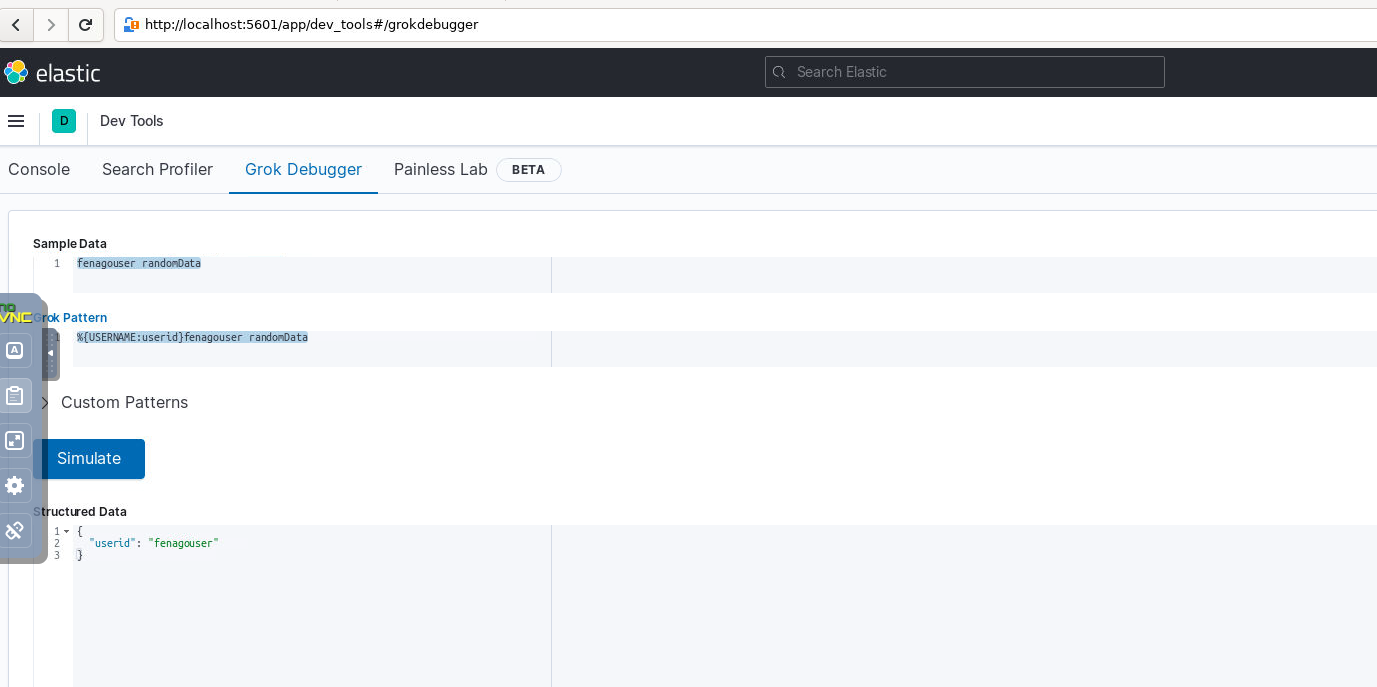 http://localhost:5601/app/dev_tools#/grokdebugger
elastic
Search Elastic
D
Dev Tools
Console Search Profiler Grok Debugger Painless Lab BETA
Sample Data
1 fenagouser randomData
Grok Pattern
1 %{USERNAME:userid}fenagouser randomData
Custom Patterns
Simulate
Structured Data
1 {
2 "userid": "fenagouser"
3 }
no
VNC
A